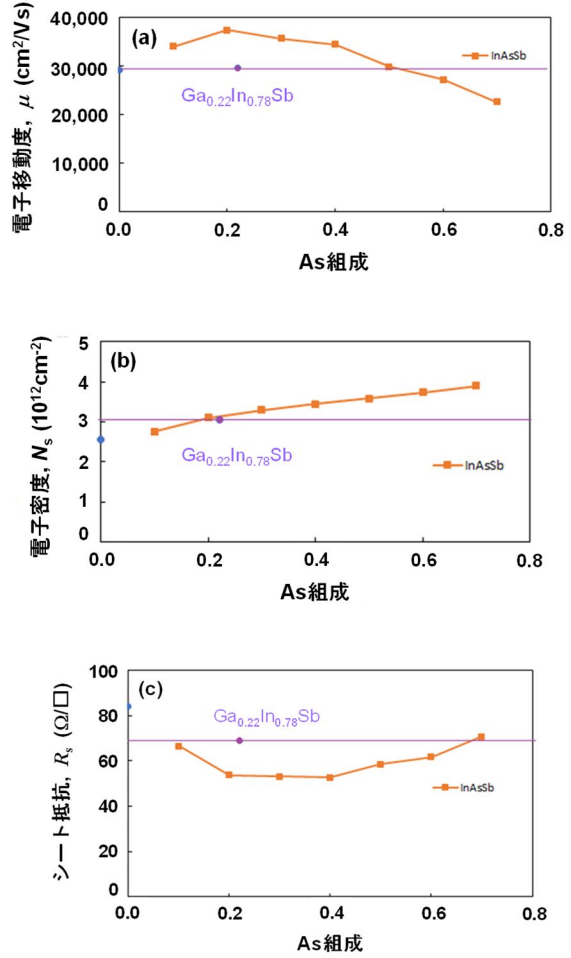 40,000
30,000
20,000
10,000
0
電子移動度, μ (cm²/Vs)
(a)
InAsSb
Ga₀.₂₂In₀.₇₈Sb
0.0 0.2 0.4 0.6 0.8
As組成
5
4
3
2
1
0
電子密度, Nₛ (10¹²cm⁻²)
(b)
Ga₀.₂₂In₀.₇₈Sb
InAsSb
0.0 0.2 0.4 0.6 0.8
As組成
100
80
60
40
20
0
シート抵抗, Rₛ (Ω/□)
(c)
Ga₀.₂₂In₀.₇₈Sb
InAsSb
0.0 0.2 0.4 0.6 0.8
As組成